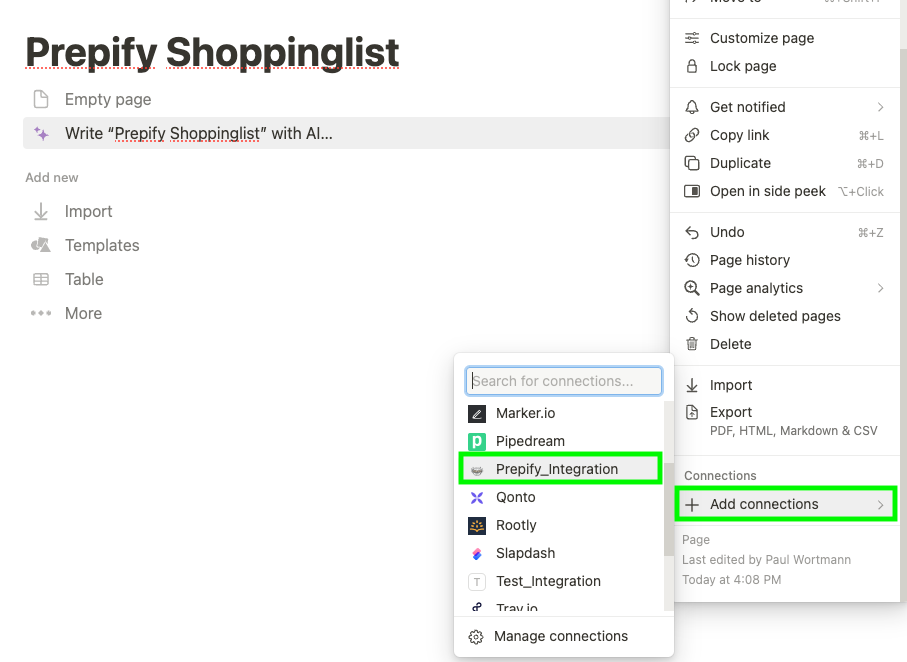 Prepify Shoppinglist
Empty page
Write “Prepify Shoppinglist” with AI...
Add new
Import
Templates
Table
More
Customize page
Lock page
Get notified
Copy link ⌘+L
Duplicate ⌘+D
Open in side peek ⌥+Click
Undo ⌘+Z
Page history
Page analytics
Show deleted pages
Delete
Import
Export
PDF, HTML, Markdown & CSV
Connections
Add connections
Page
Last edited by Paul Wortmann
Today at 4:08 PM
Search for connections...
Marker.io
Pipedream
Prepify_Integration
Qonto
Rootly
Slapdash
T Test_Integration
Tray.io
Manage connections